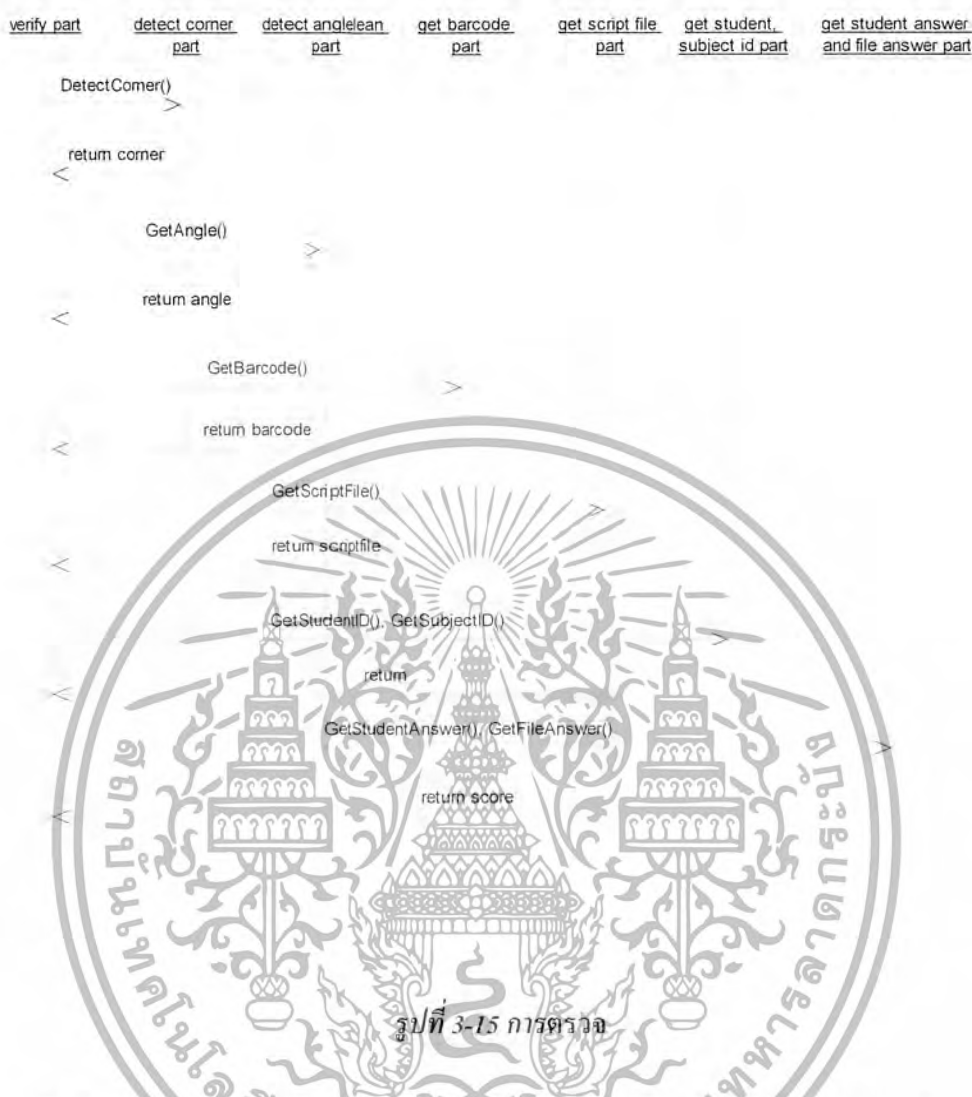 verify part
detect corner part
detect anglelean part
get barcode part
get script file part
get student, subject id part
get student answer and file answer part
DetectCorner()
return corner
GetAngle()
return angle
GetBarcode()
return barcode
GetScriptFile()
return scriptfile
GetStudentID(), GetSubjectID()
return
GetStudentAnswer(), GetFileAnswer()
return score
รูปที่ 3-15 การตรวจ